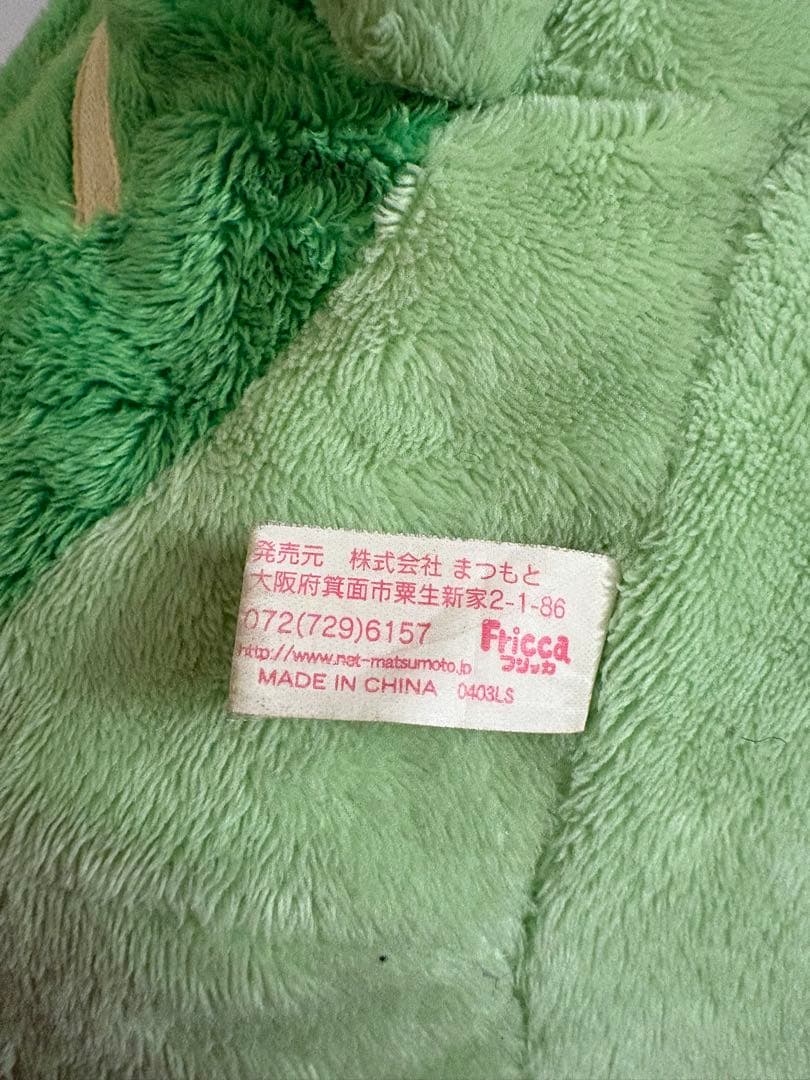 発売元　株式会社 まつもと
大阪府箕面市粟生新家2-1-86
072(729)6157
Fricca
フリッカ
http://www.net-matsumoto.jp
MADE IN CHINA 0403LS